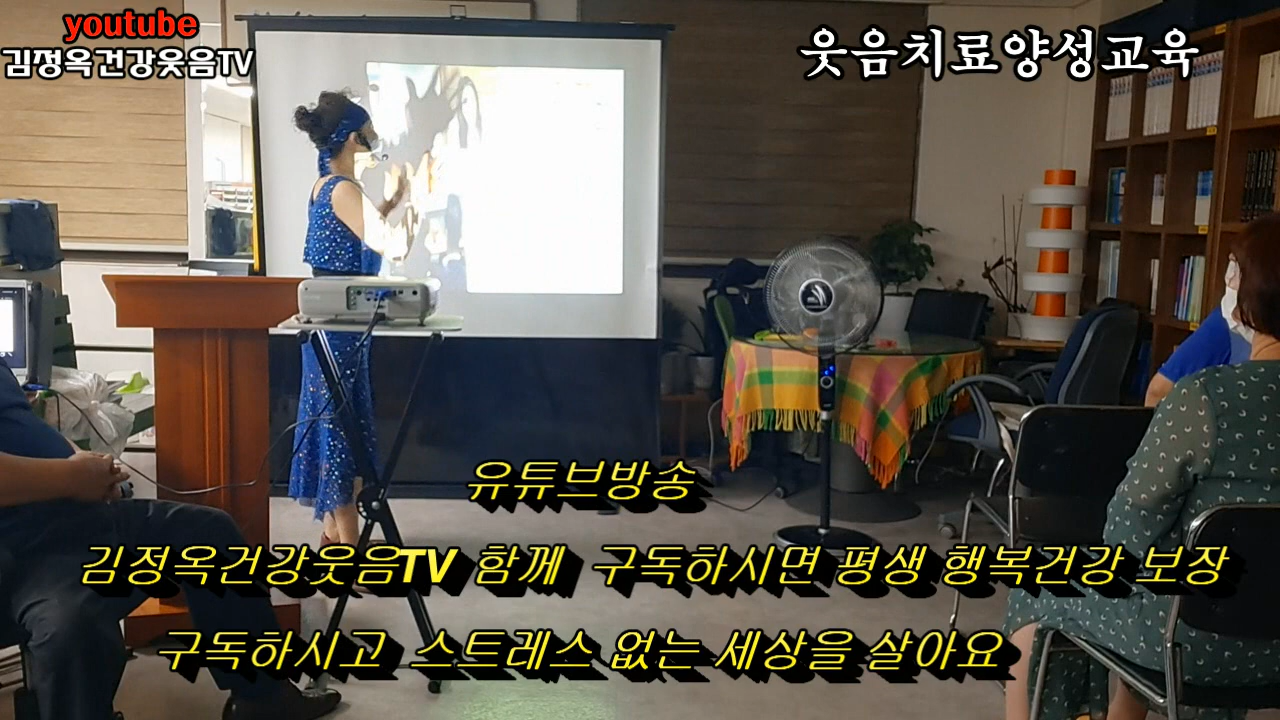 youtube
김정옥건강웃음TV
웃음치료양성교육
유튜브방송
김정옥건강웃음TV 함께 구독하시면 평생 행복건강 보장
구독하시고 스트레스 없는 세상을 살아요